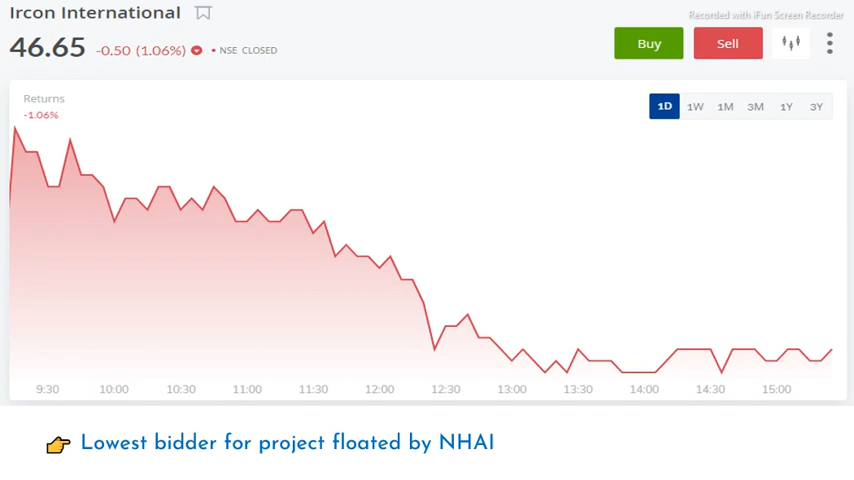 Ircon International
Recorded with iFun Screen Recorder
46.65 -0.50 (1.06%) • NSE CLOSED
Buy Sell
Returns
-1.06%
1D 1W 1M 3M 1Y 3Y
9:30 10:00 10:30 11:00 11:30 12:00 12:30 13:00 13:30 14:00 14:30 15:00
👉 Lowest bidder for project floated by NHAI